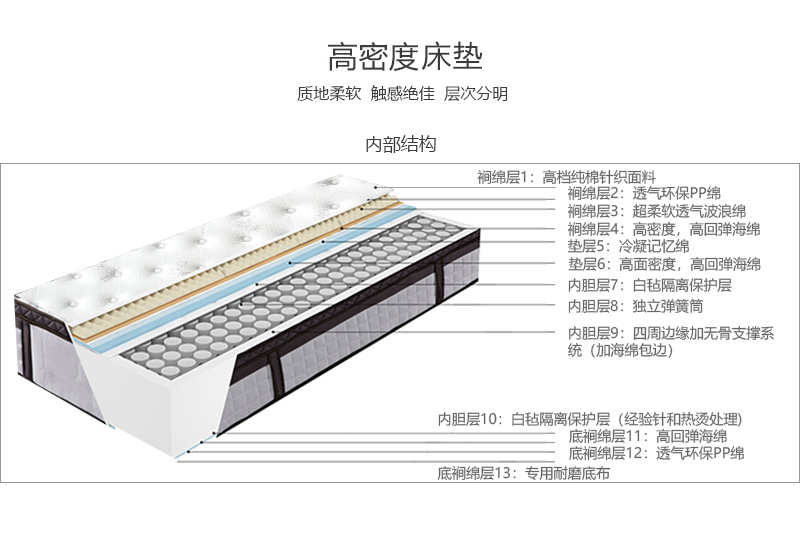 高密度床垫
质地柔软 触感绝佳 层次分明
内部结构
裥绵层1：高档纯棉针织面料
裥绵层2：透气环保PP绵
裥绵层3：超柔软透气波浪绵
裥绵层4：高密度，高回弹海绵
垫层5：冷凝记忆绵
垫层6：高面密度，高回弹海绵
内胆层7：白毡隔离保护层
内胆层8：独立弹簧筒
内胆层9：四周边缘加无骨支撑系
统（加海绵包边）
内胆层10：白毡隔离保护层（经验针和热烫处理)
底裥绵层11：高回弹海绵
底裥绵层12：透气环保PP绵
底裥绵层13：专用耐磨底布